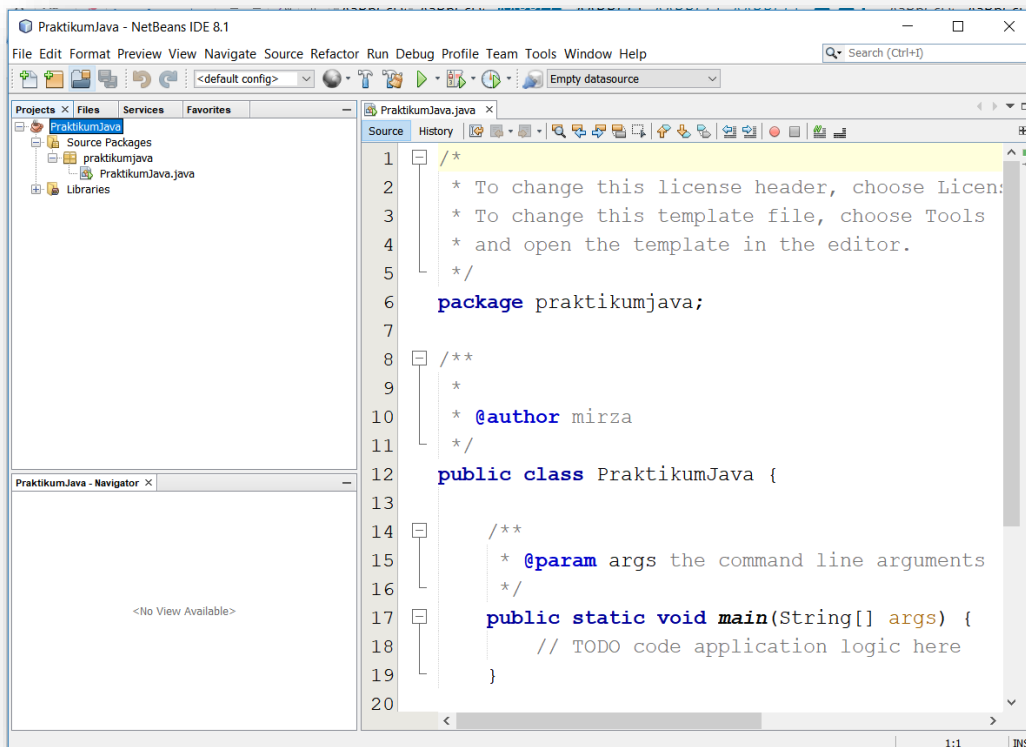 PraktikumJava - NetBeans IDE 8.1
File Edit Format Preview View Navigate Source Refactor Run Debug Profile Team Tools Window Help
Search (Ctrl+I)
<default config>
Empty datasource
Projects Files Services Favorites
PraktikumJava
Source Packages
praktikumjava
PraktikumJava.java
Libraries
PraktikumJava - Navigator
<No View Available>
PraktikumJava.java
Source History
1 /*
2 * To change this license header, choose Licens
3 * To change this template file, choose Tools
4 * and open the template in the editor.
5 */
6 package praktikumjava;
7
8 /**
9 *
10 * @author mirza
11 */
12 public class PraktikumJava {
13
14 /**
15 * @param args the command line arguments
16 */
17 public static void main(String[] args) {
18 // TODO code application logic here
19 }
20
1:1 INS